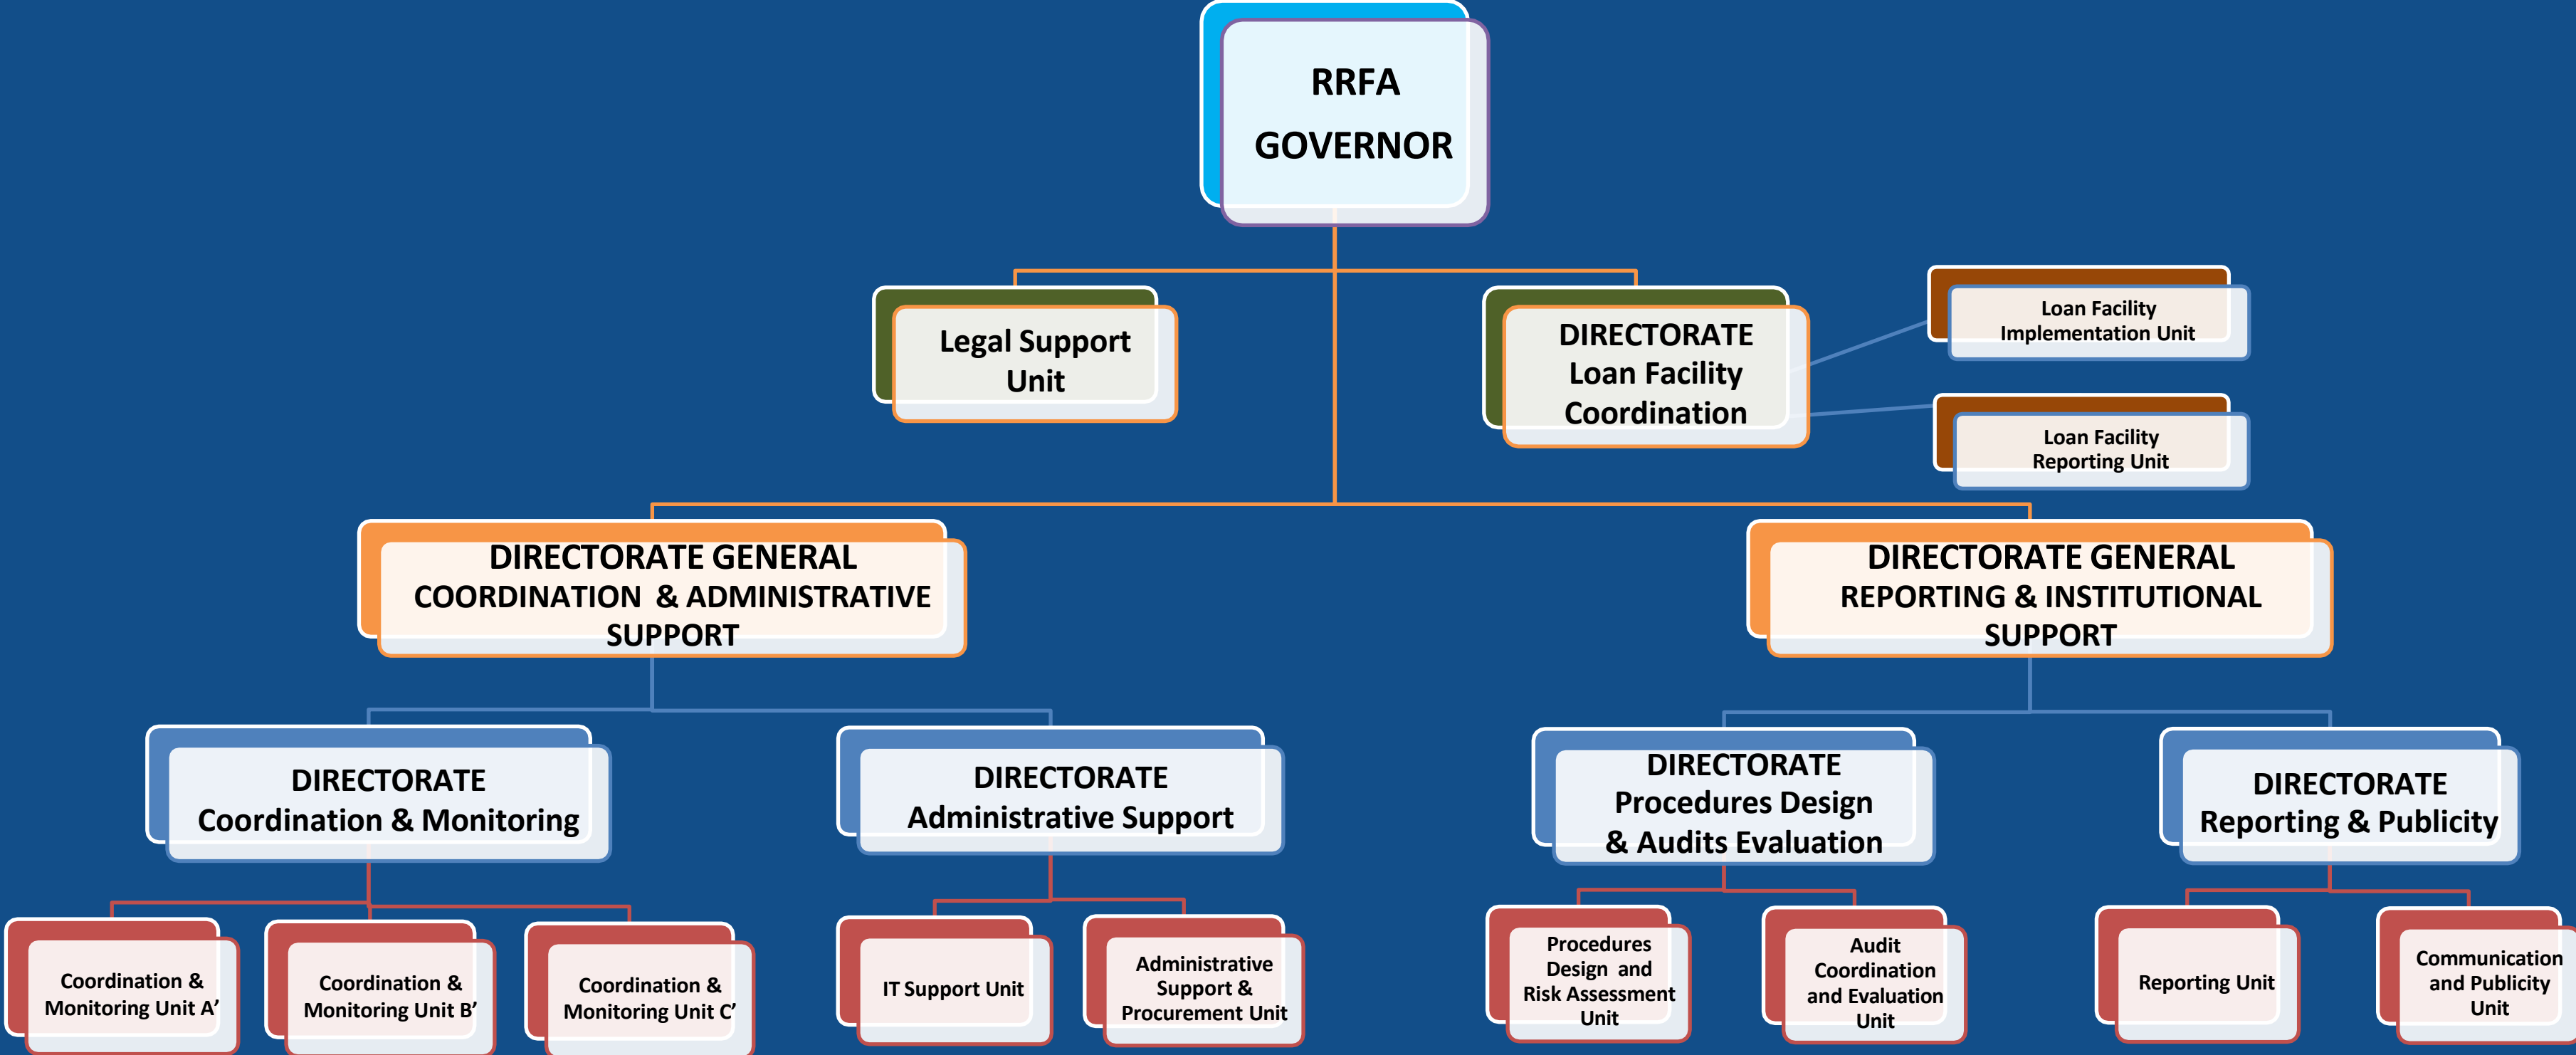 RRFA
GOVERNOR
Legal Support
Unit
DIRECTORATE
Loan Facility
Coordination
Loan Facility
Implementation Unit
Loan Facility
Reporting Unit
DIRECTORATE GENERAL
COORDINATION & ADMINISTRATIVE
SUPPORT
DIRECTORATE GENERAL
REPORTING & INSTITUTIONAL
SUPPORT
DIRECTORATE
Coordination & Monitoring
DIRECTORATE
Administrative Support
DIRECTORATE
Procedures Design
& Audits Evaluation
DIRECTORATE
Reporting & Publicity
Coordination &
Monitoring Unit A’
Coordination &
Monitoring Unit B’
Coordination &
Monitoring Unit C’
IT Support Unit
Administrative
Support &
Procurement Unit
Procedures
Design and
Risk Assessment
Unit
Audit
Coordination
and Evaluation
Unit
Reporting Unit
Communication
and Publicity
Unit